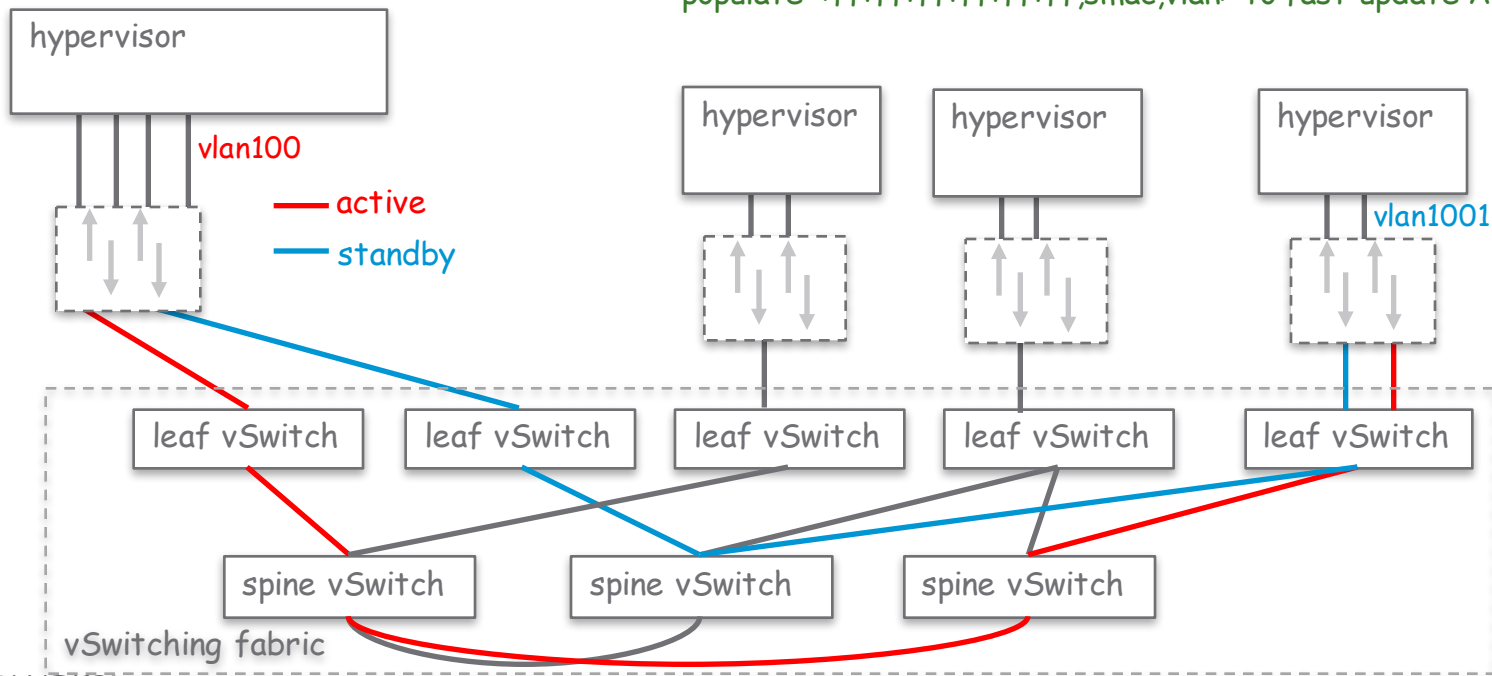 hypervisor
hypervisor
hypervisor
hypervisor
vlan100
active
standby
vlan1001
leaf vSwitch
leaf vSwitch
leaf vSwitch
leaf vSwitch
leaf vSwitch
spine vSwitch
spine vSwitch
spine vSwitch
vSwitching fabric